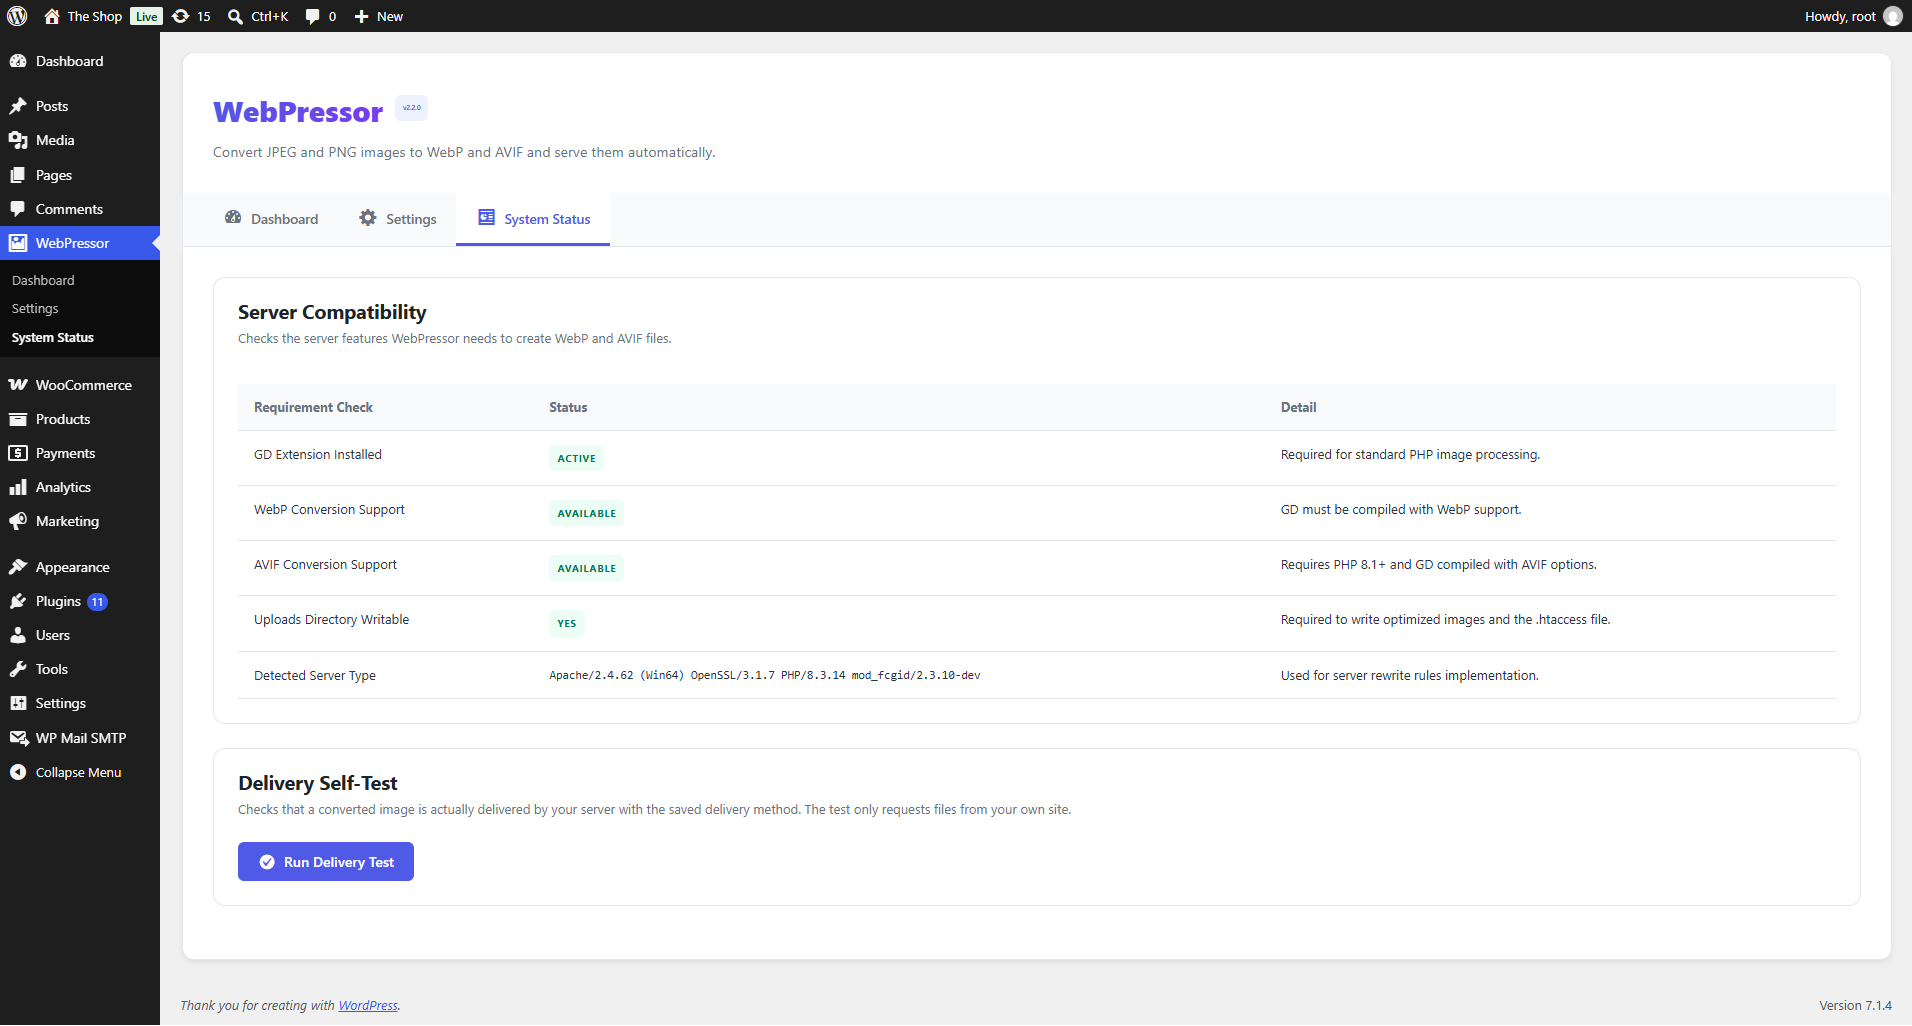 The Shop Live 15 Ctrl+K 0 New Howdy, root
Dashboard
Posts
Media
Pages
Comments
WebPressor
Dashboard
Settings
System Status
WooCommerce
Products
Payments
Analytics
Marketing
Appearance
Plugins 11
Users
Tools
Settings
WP Mail SMTP
Collapse Menu
WebPressor v2.2.0
Convert JPEG and PNG images to WebP and AVIF and serve them automatically.
Dashboard Settings System Status
Server Compatibility
Checks the server features WebPressor needs to create WebP and AVIF files.
Requirement Check Status Detail
GD Extension Installed ACTIVE Required for standard PHP image processing.
WebP Conversion Support AVAILABLE GD must be compiled with WebP support.
AVIF Conversion Support AVAILABLE Requires PHP 8.1+ and GD compiled with AVIF options.
Uploads Directory Writable YES Required to write optimized images and the .htaccess file.
Detected Server Type Apache/2.4.62 (Win64) OpenSSL/3.1.7 PHP/8.3.14 mod_fcgid/2.3.10-dev Used for server rewrite rules implementation.
Delivery Self-Test
Checks that a converted image is actually delivered by your server with the saved delivery method. The test only requests files from your own site.
Run Delivery Test
Thank you for creating with WordPress. Version 7.1.4